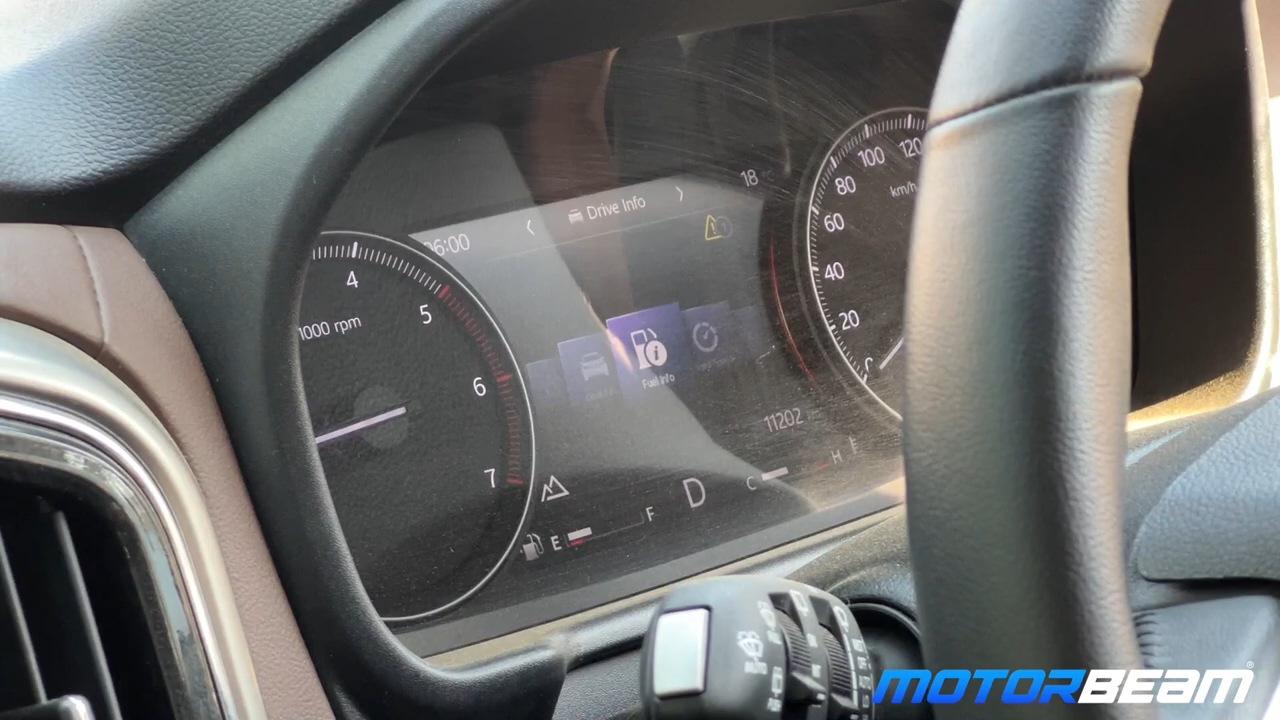 18 °C
Drive Info
06:00
4
5
6
7
1000 rpm
Fuel Info
20
40
60
80
100
120
km/h
11202
D
C
H
E
F
AUTO
MOTORBEAM®